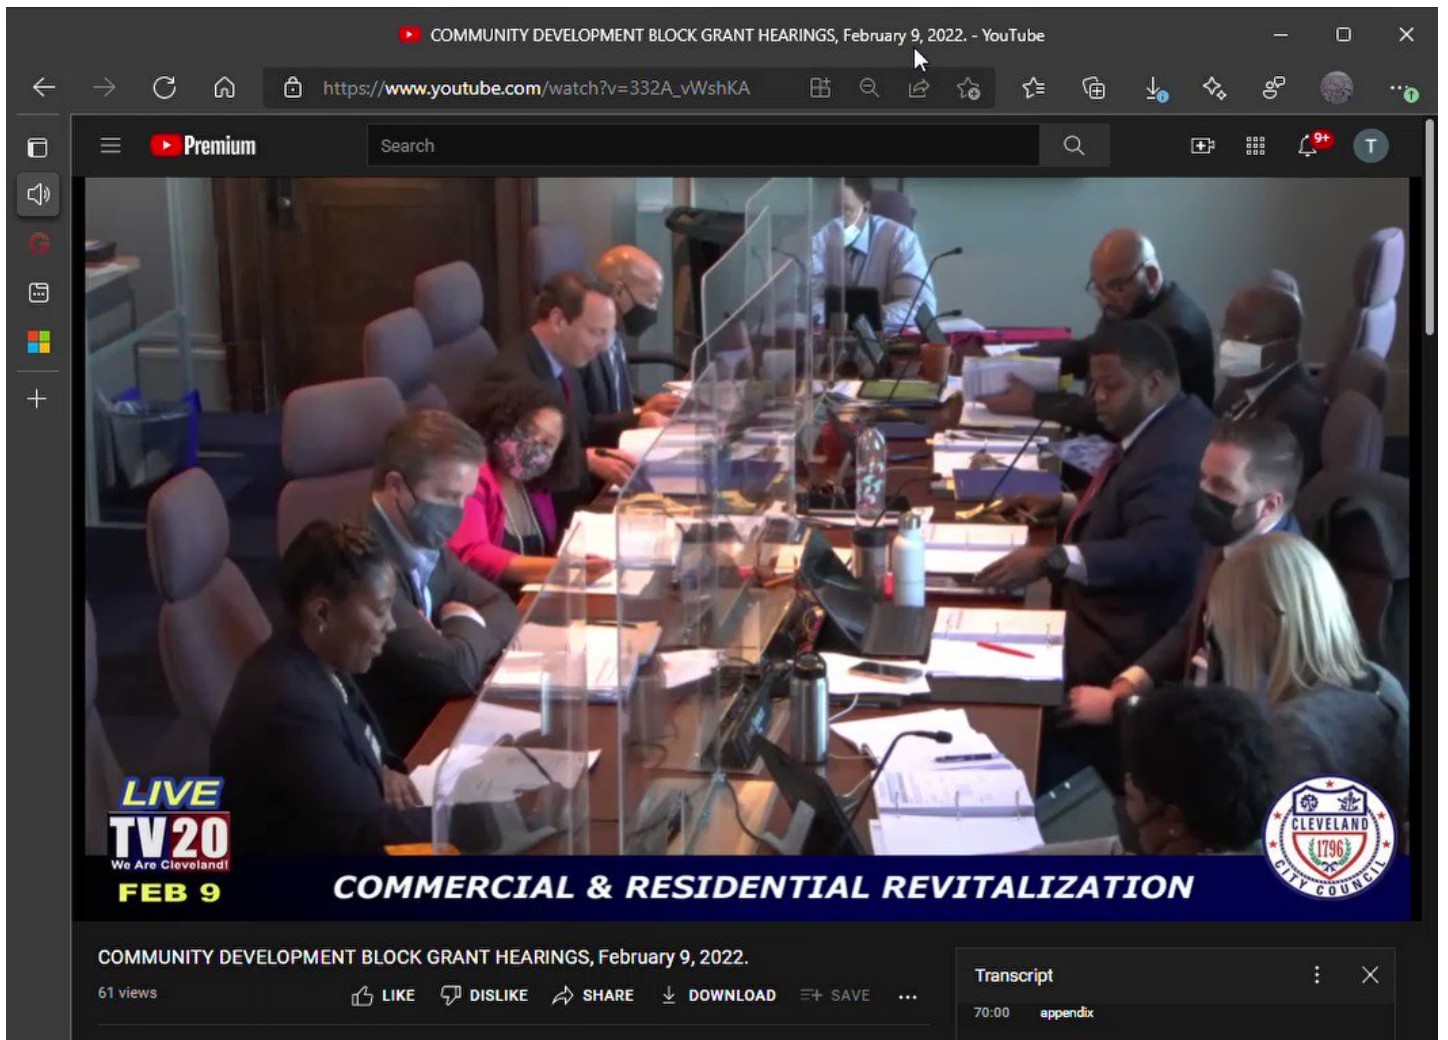 COMMUNITY DEVELOPMENT BLOCK GRANT HEARINGS, February 9, 2022. - YouTube
https://www.youtube.com/watch?v=332A_vWshKA
Premium
Search
9+
T
LIVE
TV20
We Are Cleveland!
FEB 9
COMMERCIAL & RESIDENTIAL REVITALIZATION
CLEVELAND
1796
CITY COUNCIL
COMMUNITY DEVELOPMENT BLOCK GRANT HEARINGS, February 9, 2022.
61 views
LIKE
DISLIKE
SHARE
DOWNLOAD
SAVE
...
Transcript
70:00 appendix